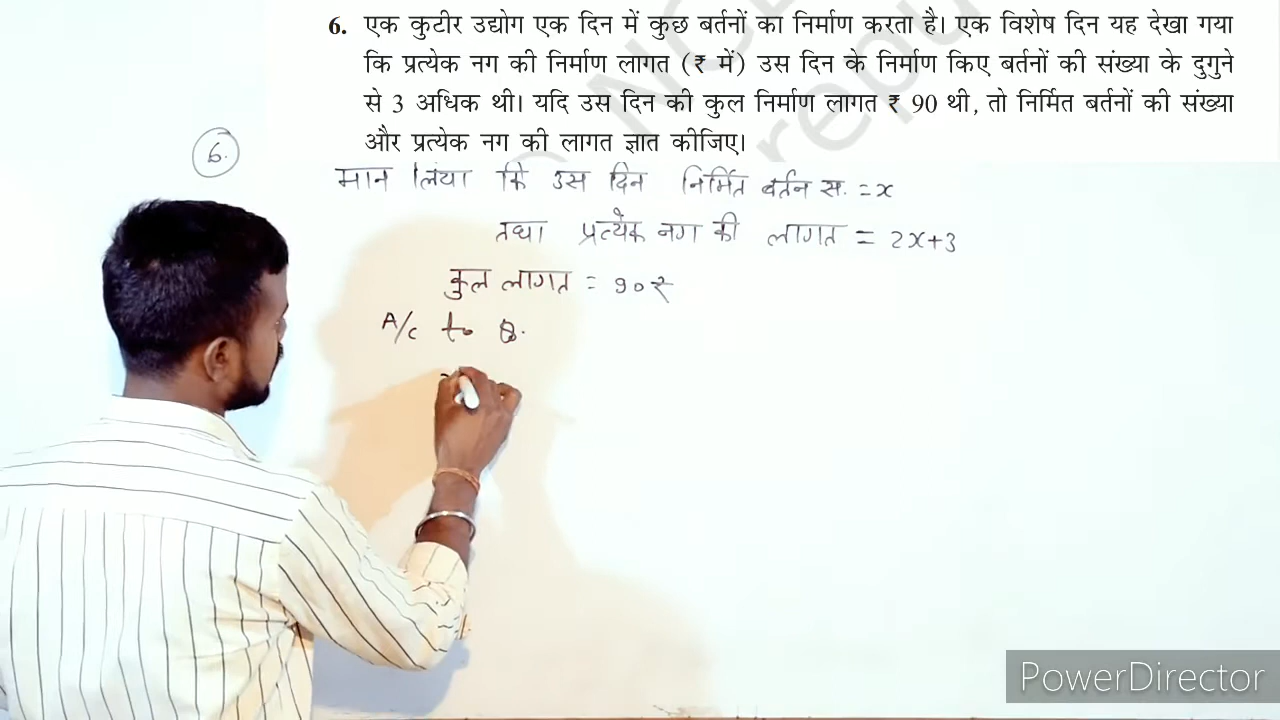 6. एक कुटीर उद्योग एक दिन में कुछ बर्तनों का निर्माण करता है। एक विशेष दिन यह देखा गया
कि प्रत्येक नग की निर्माण लागत (₹ में) उस दिन के निर्माण किए बर्तनों की संख्या के दुगुने
से 3 अधिक थी। यदि उस दिन की कुल निर्माण लागत ₹ 90 थी, तो निर्मित बर्तनों की संख्या
और प्रत्येक नग की लागत ज्ञात कीजिए।
6.
मान लिया कि उस दिन निर्मित बर्तन स. = x
तथा प्रत्येक नग की लागत = 2x+3
कुल लागत = 90₹
A/c to Q.
PowerDirector